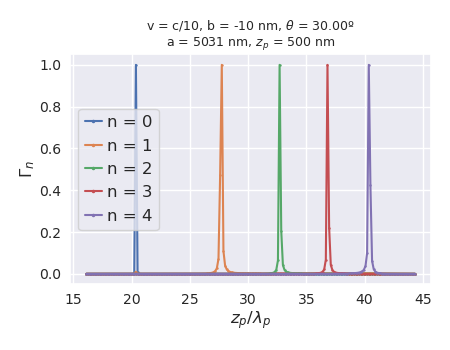 v = c/10, b = -10 nm, θ = 30.00º
a = 5031 nm, z_p = 500 nm
1.0
0.8
0.6
0.4
0.2
0.0
Γ_n
n = 0
n = 1
n = 2
n = 3
n = 4
15 20 25 30 35 40 45
z_p/λ_p